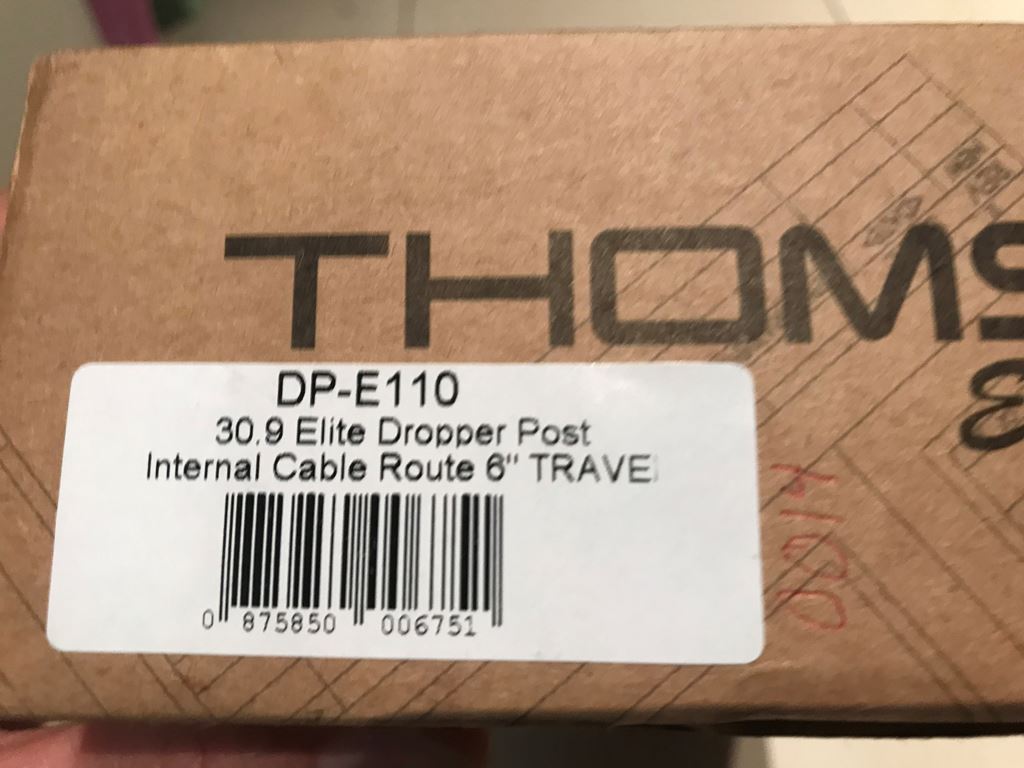 THOMS
DP-E110
30.9 Elite Dropper Post
Internal Cable Route 6" TRAVE
0 875850 006751